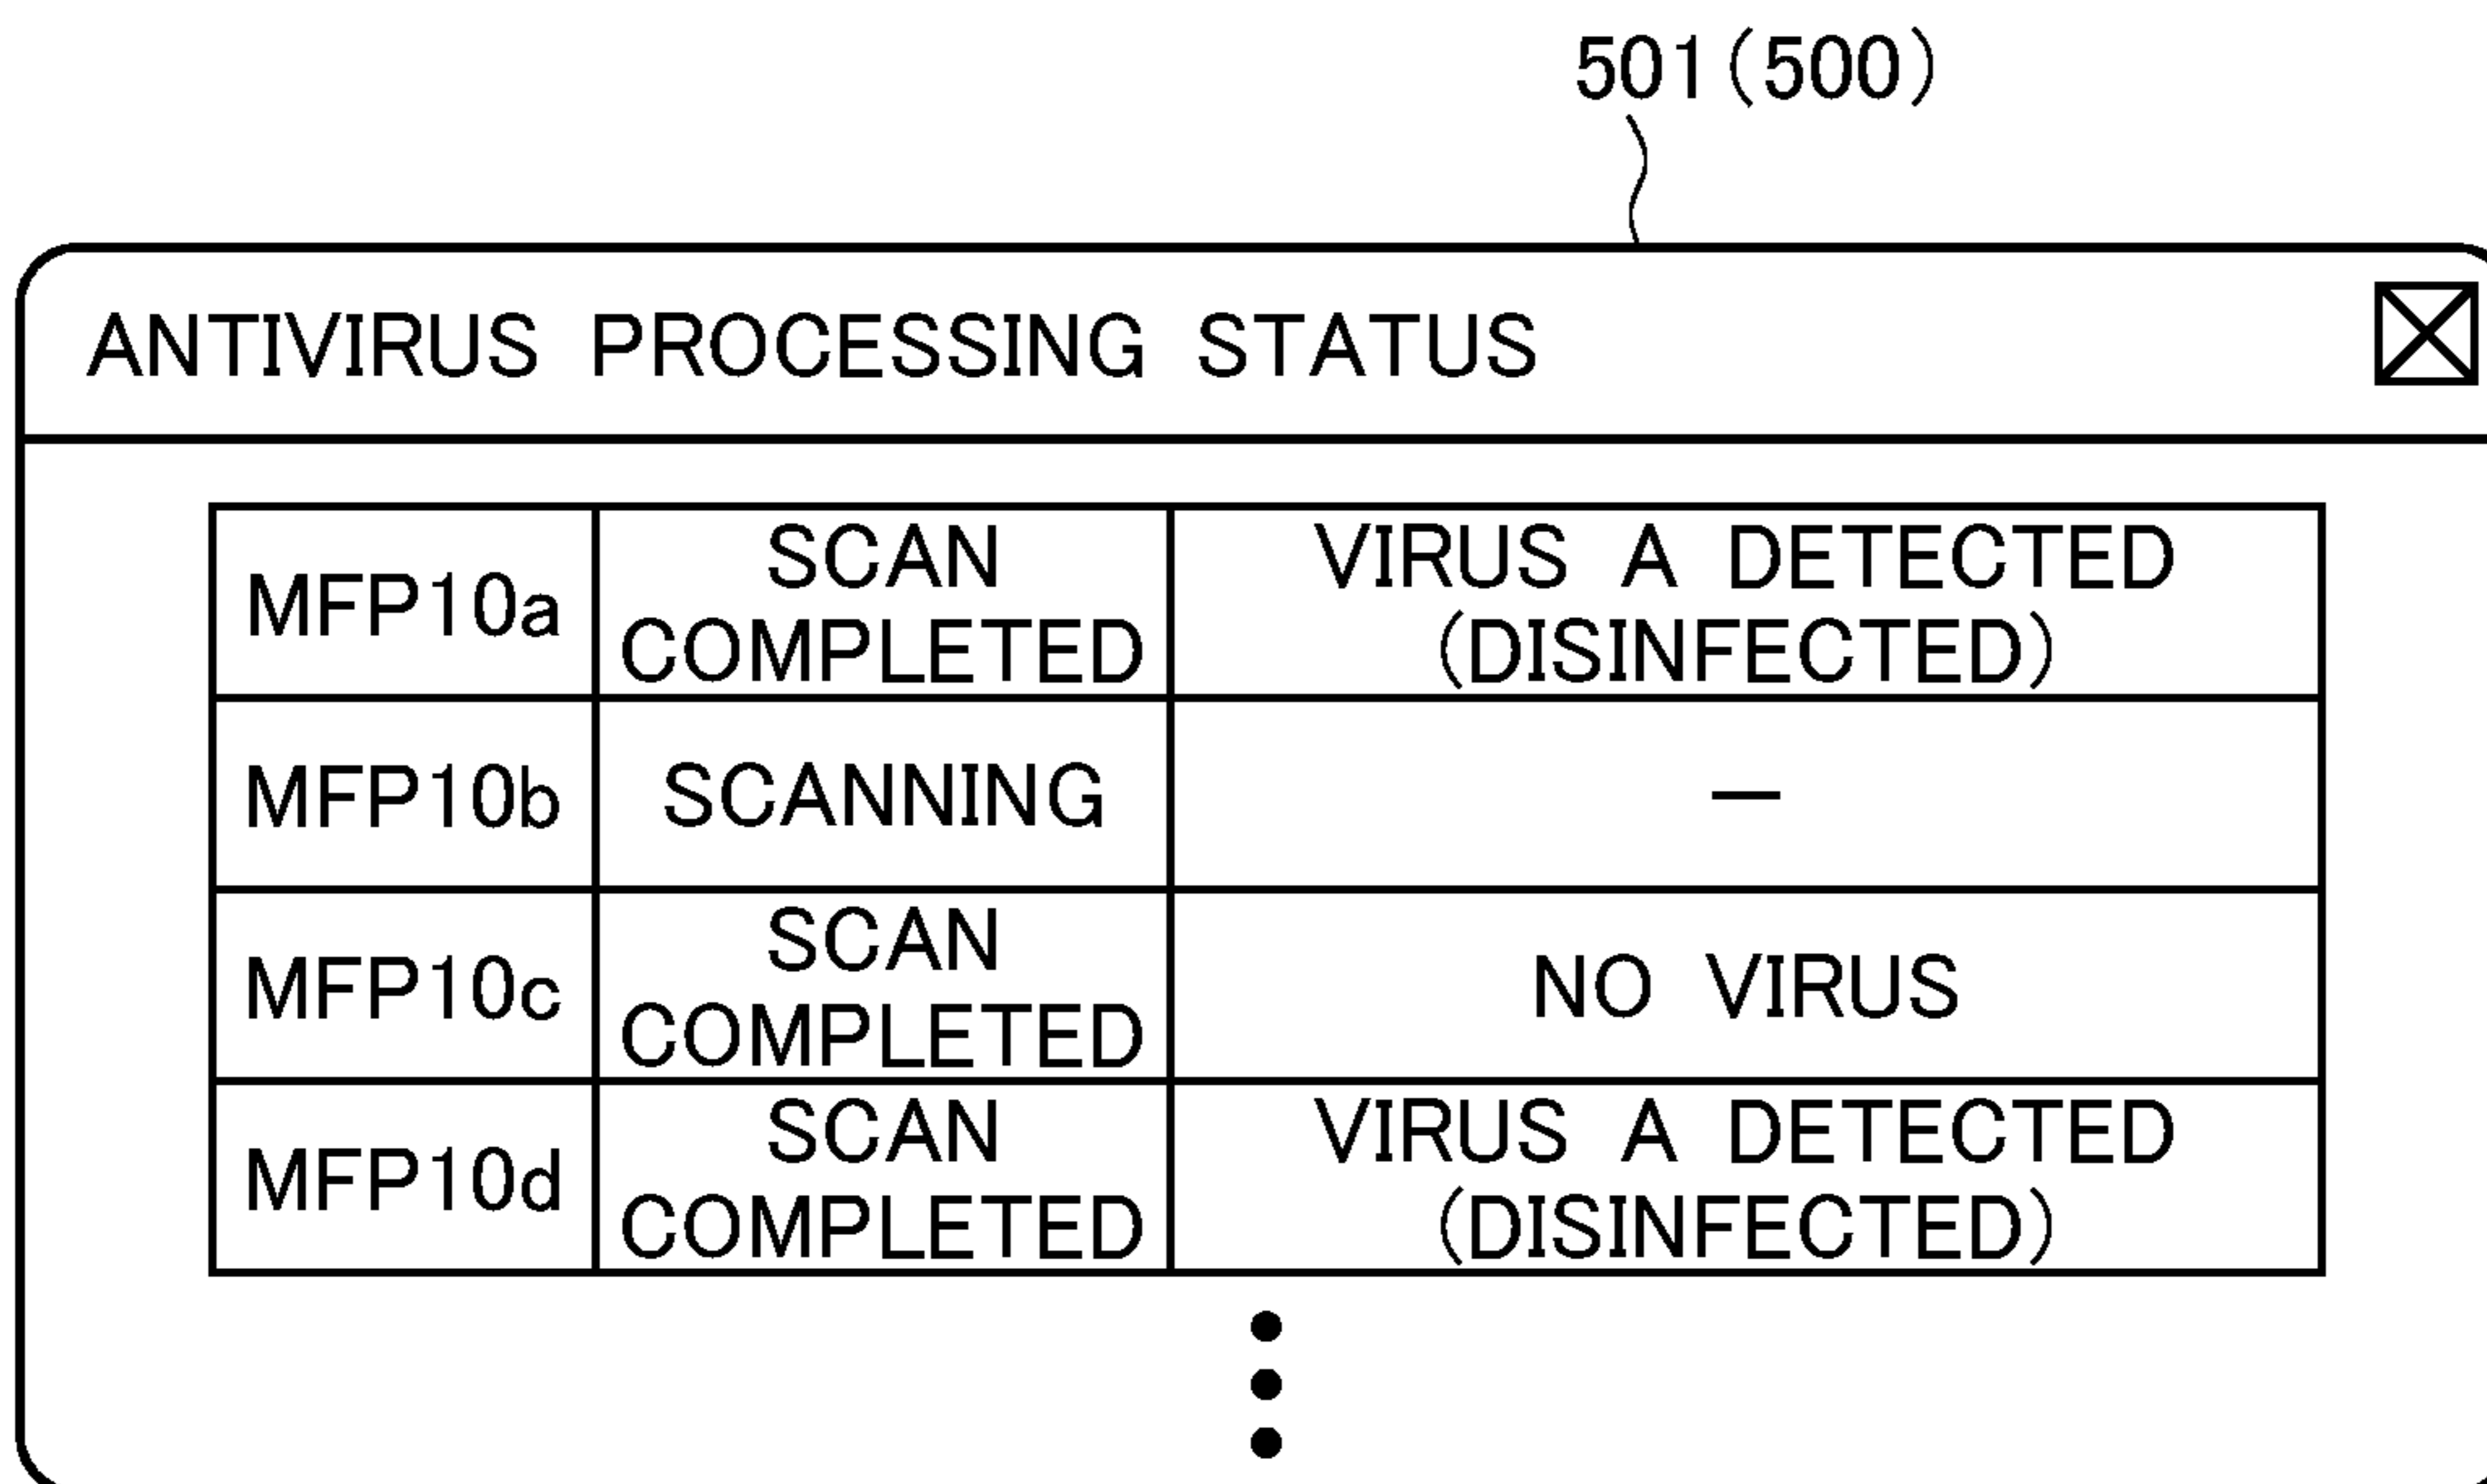 501(500)
ANTIVIRUS PROCESSING STATUS
MFP10a
SCAN
COMPLETED
VIRUS A DETECTED
(DISINFECTED)
MFP10b
SCANNING
—
MFP10c
SCAN
COMPLETED
NO VIRUS
MFP10d
SCAN
COMPLETED
VIRUS A DETECTED
(DISINFECTED)